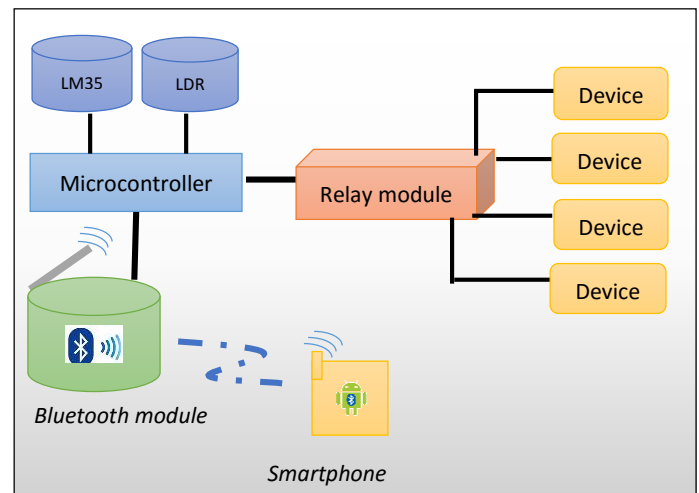 LM35
LDR
Device
Device
Microcontroller
Relay module
Device
Device
Bluetooth module
Smartphone